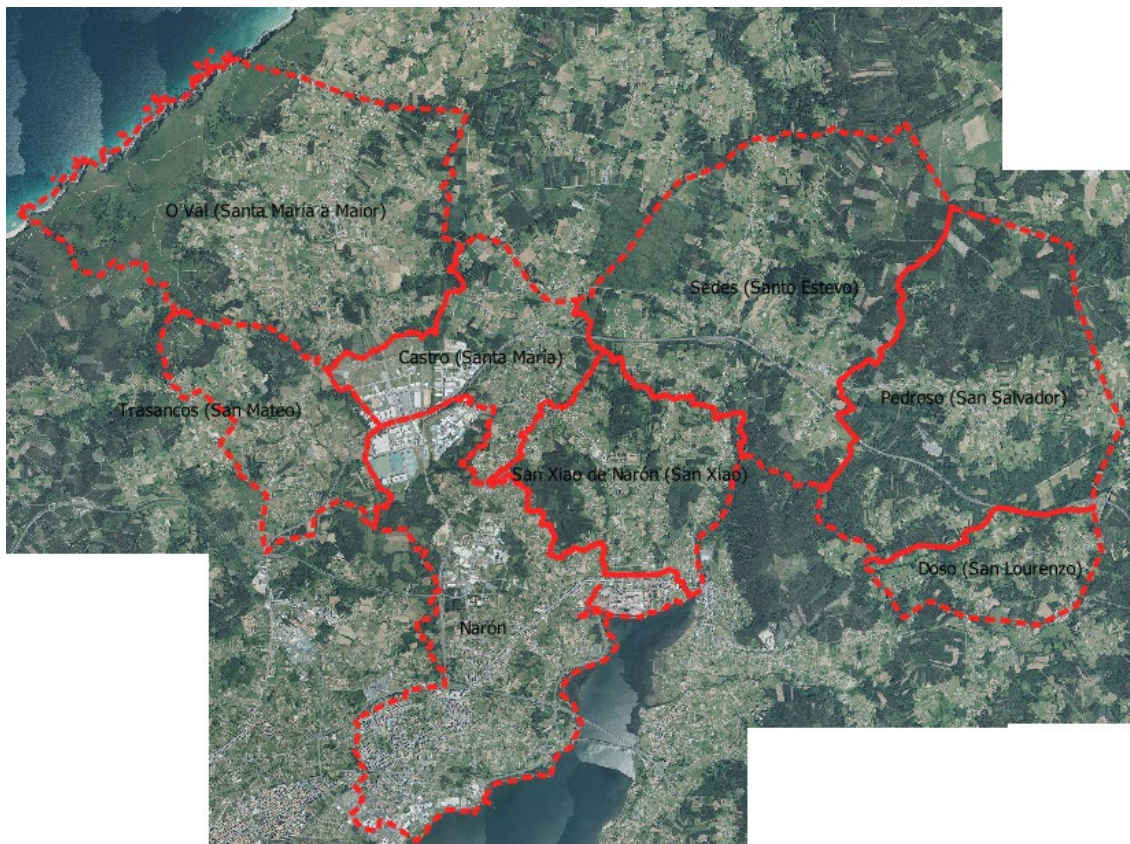 O Val (Santa María a Maior)
Sedes (Santo Estevo)
Castro (Santa María)
Trasancos (San Mateo)
Pedroso (San Salvador)
San Xiao de Narón (San Xiao)
Doso (San Lourenzo)
Narón